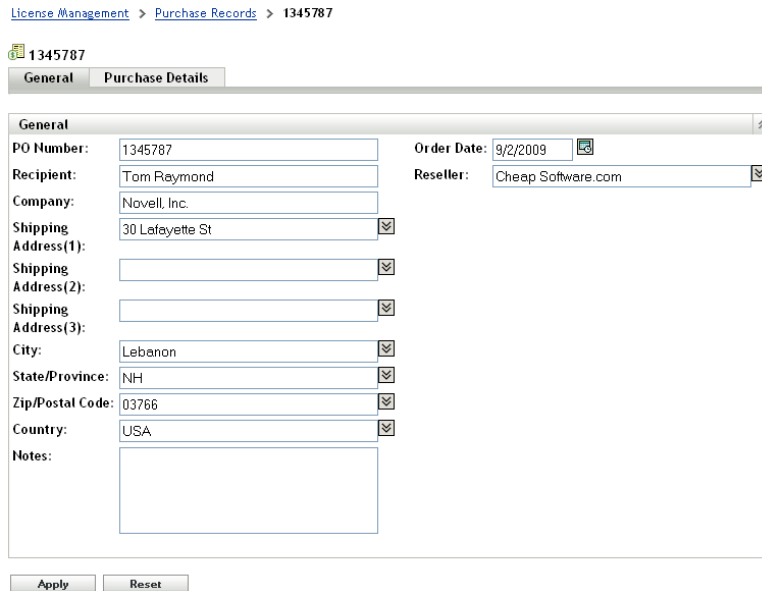 License Management > Purchase Records > 1345787
1345787
General Purchase Details
General
PO Number: 1345787 Order Date: 9/2/2009
Recipient: Tom Raymond Reseller: Cheap Software.com
Company: Novell, Inc.
Shipping Address(1): 30 Lafayette St
Shipping Address(2):
Shipping Address(3):
City: Lebanon
State/Province: NH
Zip/Postal Code: 03766
Country: USA
Notes:
Apply Reset